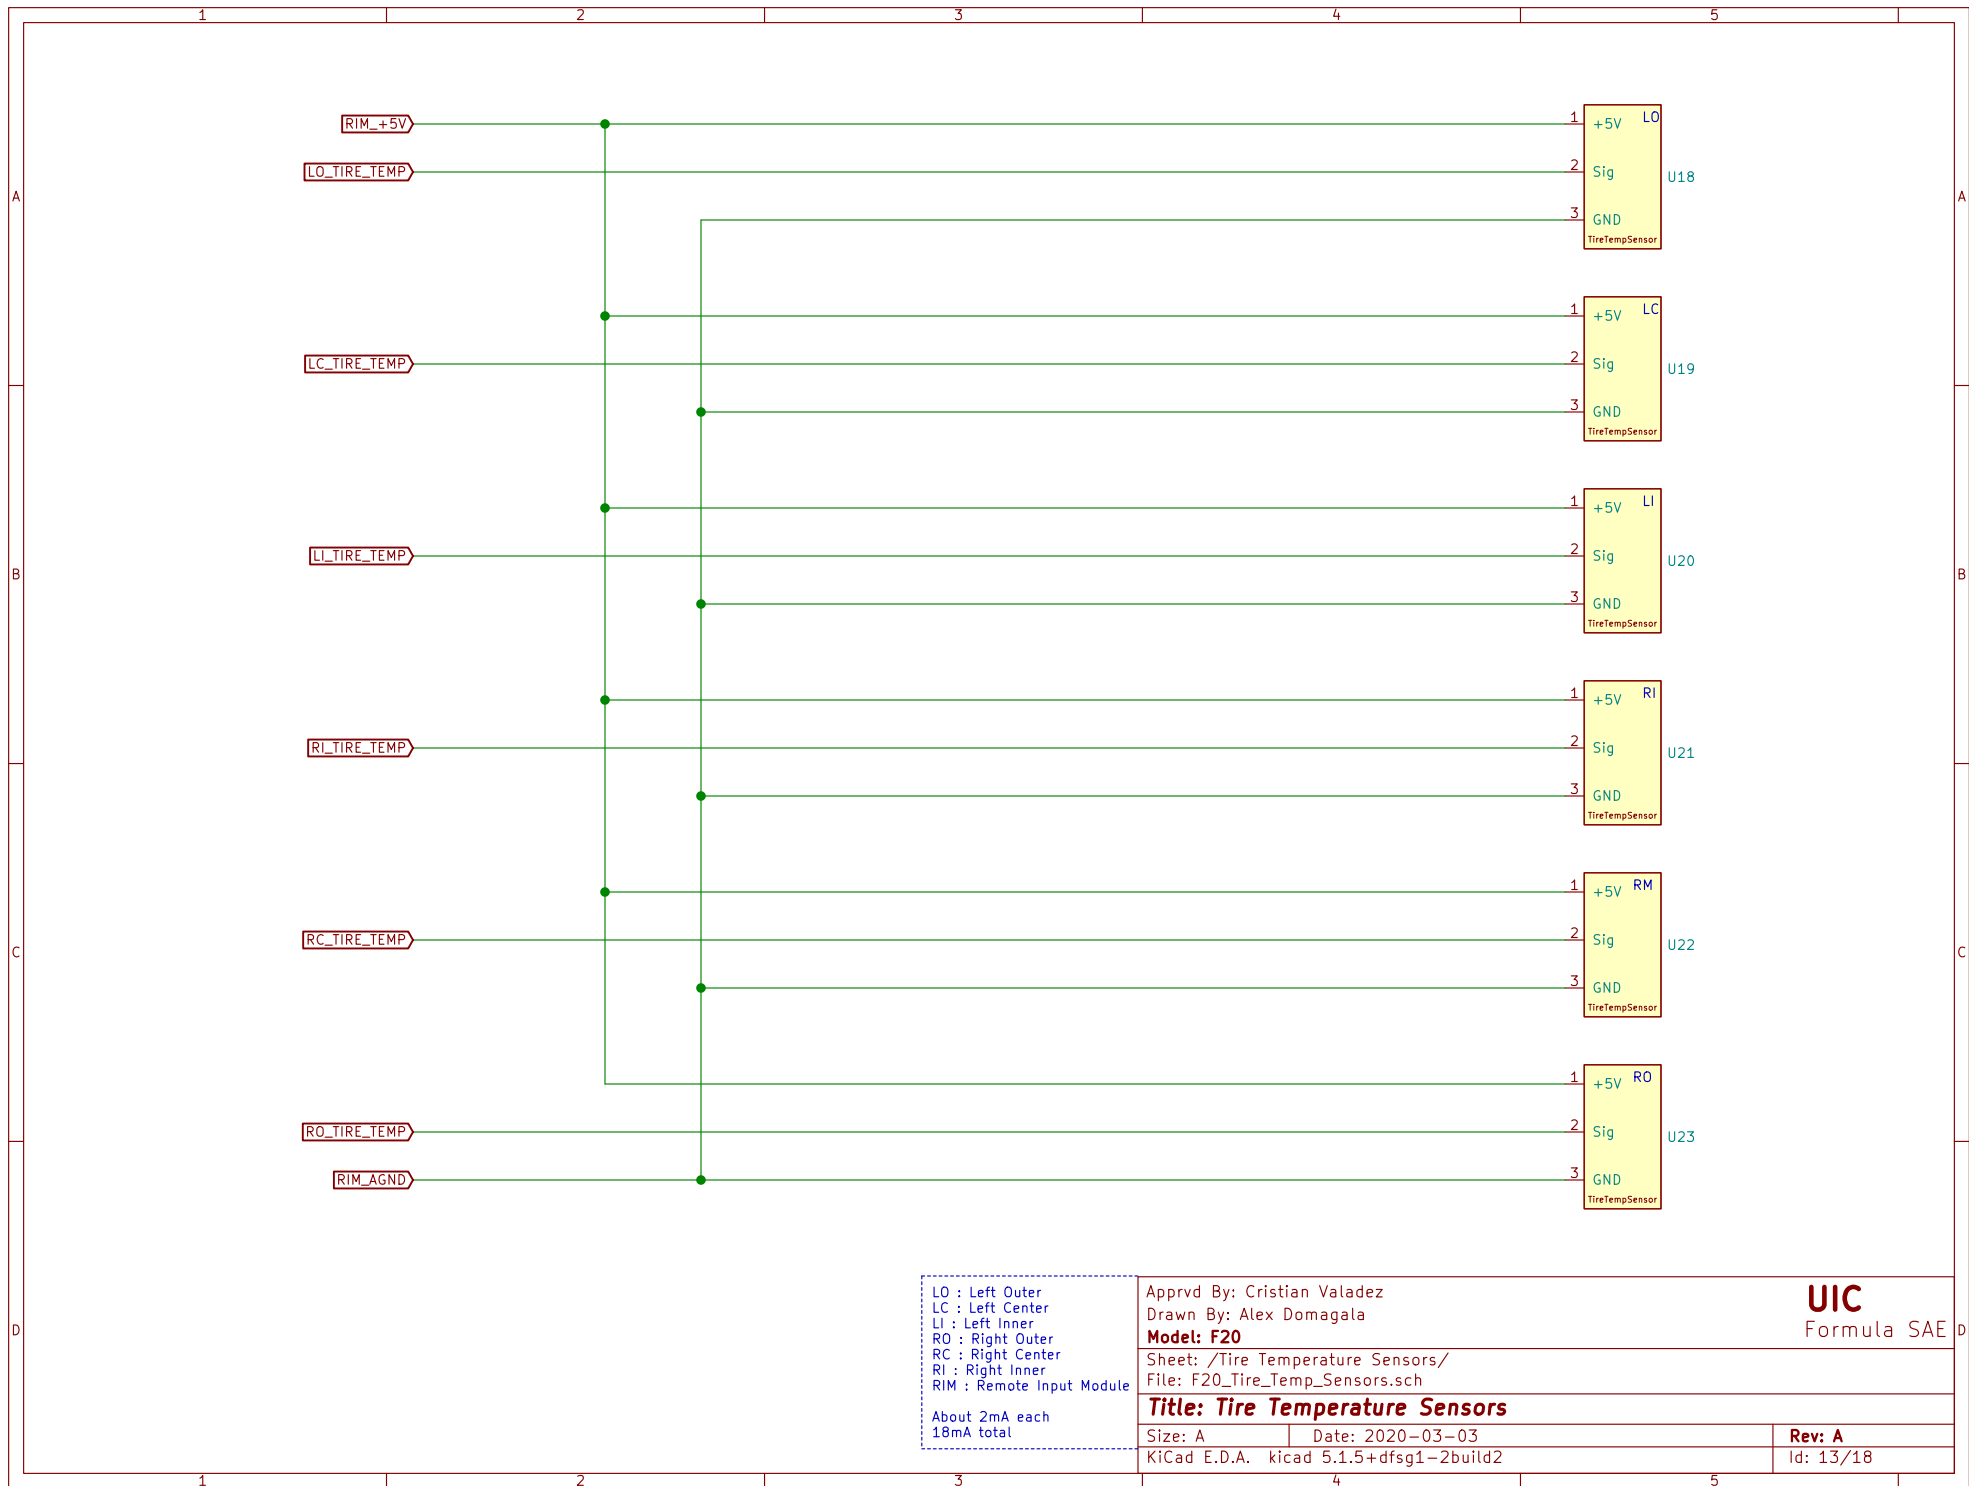 1 2 3 4 5
RIM_+5V
1 +5V LO
LO_TIRE_TEMP
2 Sig
U18
A A
3 GND
TireTempSensor
1 +5V LC
LC_TIRE_TEMP
2 Sig
U19
3 GND
TireTempSensor
1 +5V LI
LI_TIRE_TEMP
2 Sig
U20
B B
3 GND
TireTempSensor
1 +5V RI
RI_TIRE_TEMP
2 Sig
U21
3 GND
TireTempSensor
1 +5V RM
RC_TIRE_TEMP
2 Sig
U22
C C
3 GND
TireTempSensor
1 +5V RO
RO_TIRE_TEMP
2 Sig
U23
RIM_AGND
3 GND
TireTempSensor
LO : Left Outer
LC : Left Center
LI : Left Inner
RO : Right Outer
RC : Right Center
RI : Right Inner
RIM : Remote Input Module
About 2mA each
18mA total
Apprvd By: Cristian Valadez
Drawn By: Alex Domagala
Model: F20
UIC
Formula SAE
D D
Sheet: /Tire Temperature Sensors/
File: F20_Tire_Temp_Sensors.sch
Title: Tire Temperature Sensors
Size: A Date: 2020-03-03 Rev: A
KiCad E.D.A. kicad 5.1.5+dfsg1-2build2 Id: 13/18
1 2 3 4 5